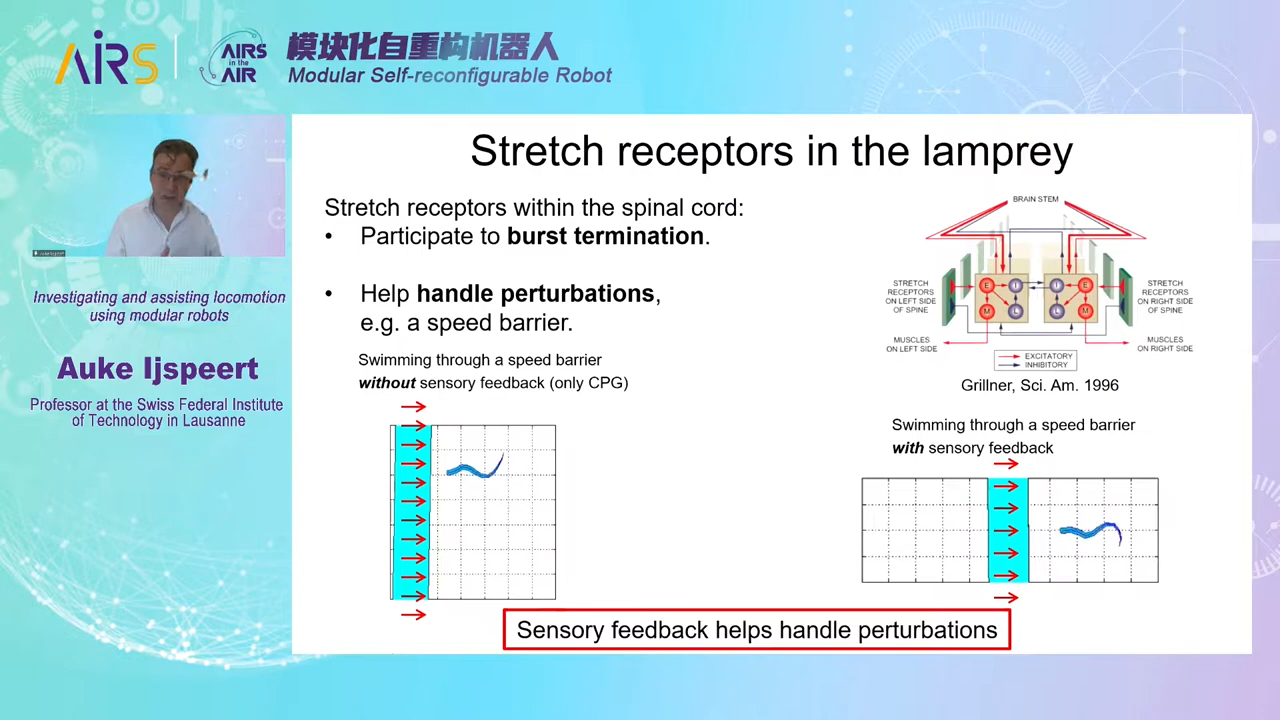 AIRS
AIRS
in the
AIR
模块化自重构机器人
Modular Self-reconfigurable Robot
Investigating and assisting locomotion
using modular robots
Auke Ijspeert
Professor at the Swiss Federal Institute
of Technology in Lausanne
Stretch receptors in the lamprey
Stretch receptors within the spinal cord:
• Participate to burst termination.
• Help handle perturbations,
e.g. a speed barrier.
Swimming through a speed barrier
without sensory feedback (only CPG)
BRAIN STEM
STRETCH
RECEPTORS
ON LEFT SIDE
OF SPINE
E
I
I
E
M
L
L
M
STRETCH
RECEPTORS
ON RIGHT SIDE
OF SPINE
MUSCLES
ON LEFT SIDE
MUSCLES
ON RIGHT SIDE
EXCITATORY
INHIBITORY
Grillner, Sci. Am. 1996
Swimming through a speed barrier
with sensory feedback
Sensory feedback helps handle perturbations